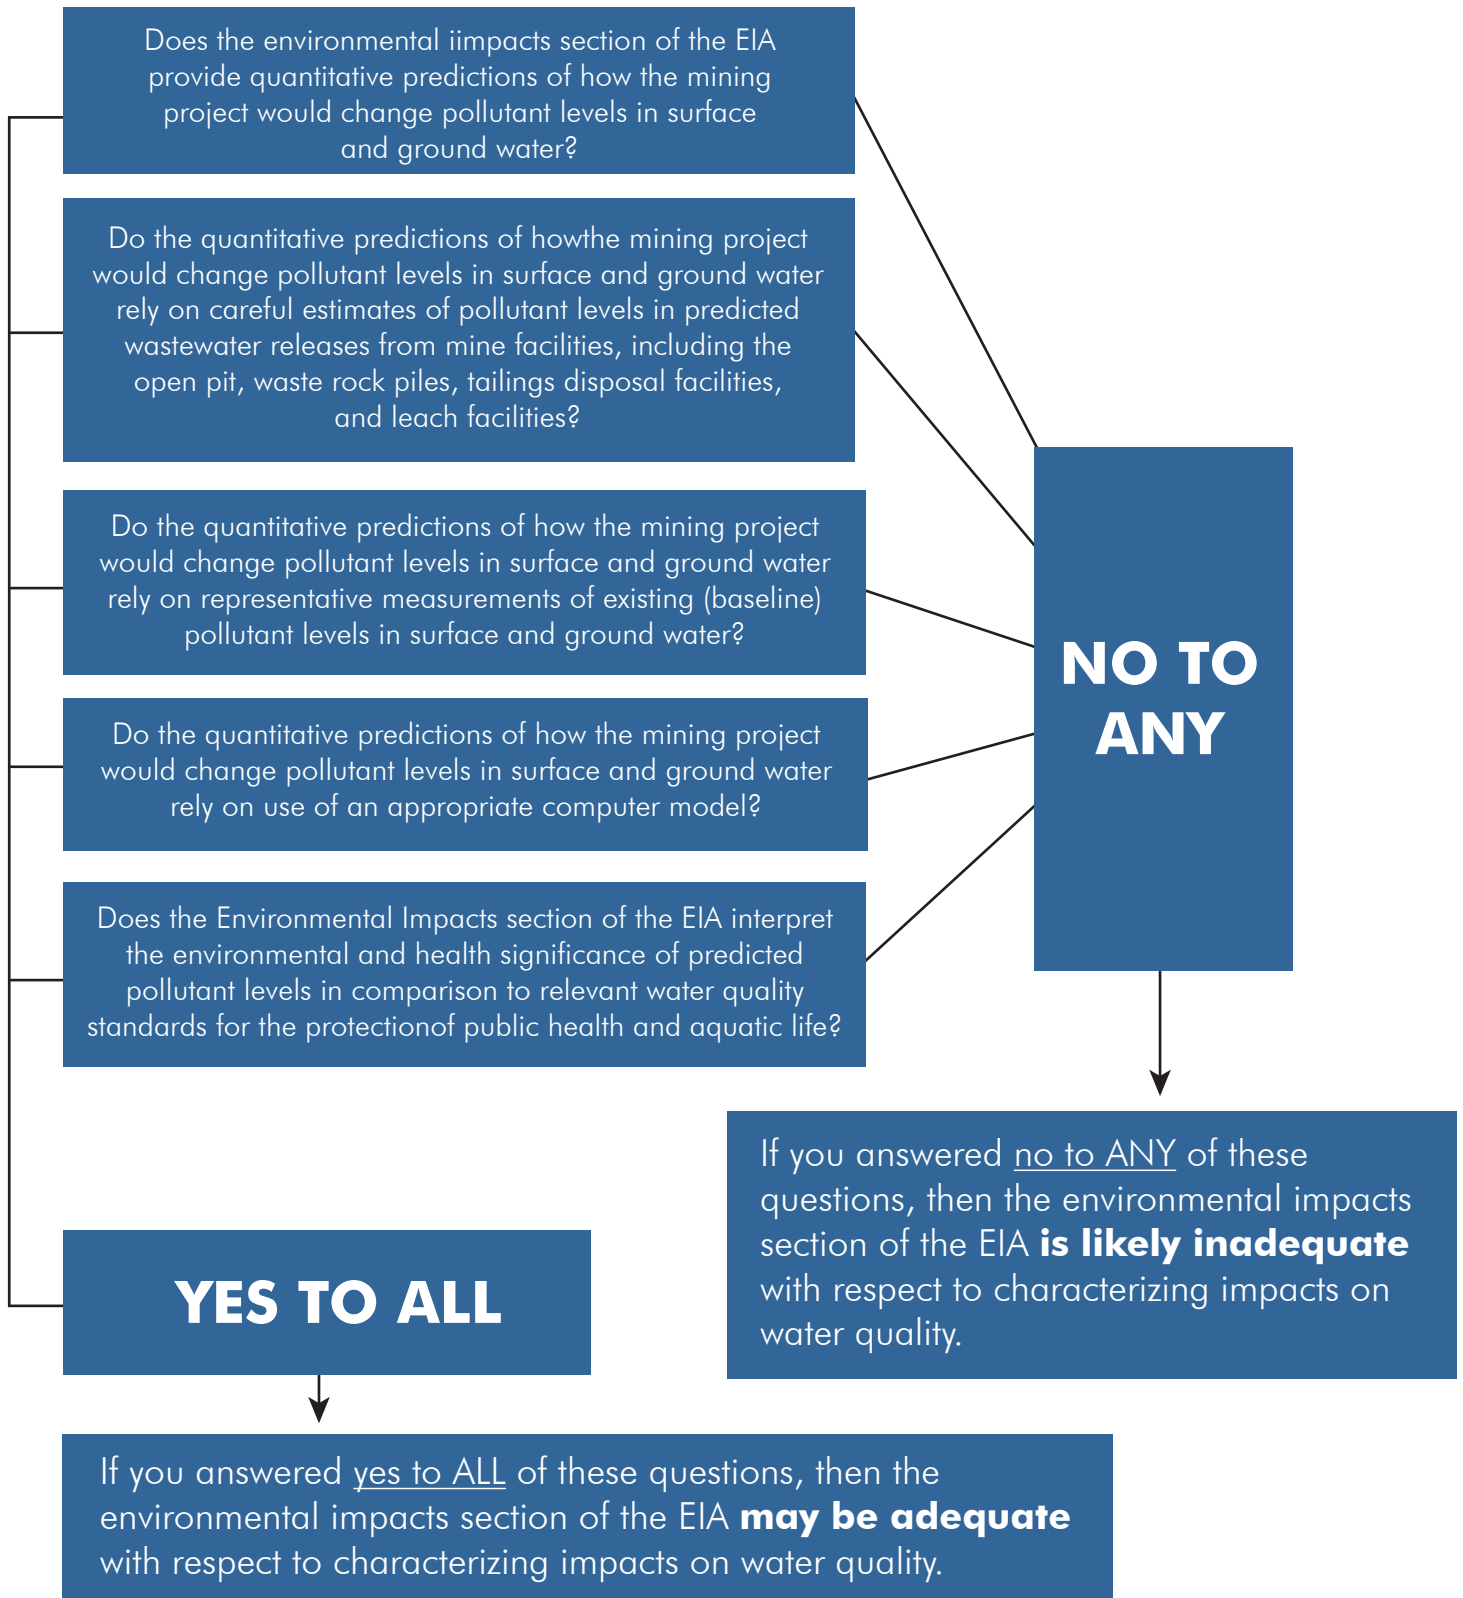 Does the environmental iimpacts section of the EIA
provide quantitative predictions of how the mining
project would change pollutant levels in surface
and ground water?
Do the quantitative predictions of howthe mining project
would change pollutant levels in surface and ground water
rely on careful estimates of pollutant levels in predicted
wastewater releases from mine facilities, including the
open pit, waste rock piles, tailings disposal facilities,
and leach facilities?
Do the quantitative predictions of how the mining project
would change pollutant levels in surface and ground water
rely on representative measurements of existing (baseline)
pollutant levels in surface and ground water?
Do the quantitative predictions of how the mining project
would change pollutant levels in surface and ground water
rely on use of an appropriate computer model?
Does the Environmental Impacts section of the EIA interpret
the environmental and health significance of predicted
pollutant levels in comparison to relevant water quality
standards for the protectionof public health and aquatic life?
NO TO
ANY
If you answered no to ANY of these
questions, then the environmental impacts
section of the EIA is likely inadequate
with respect to characterizing impacts on
water quality.
YES TO ALL
If you answered yes to ALL of these questions, then the
environmental impacts section of the EIA may be adequate
with respect to characterizing impacts on water quality.